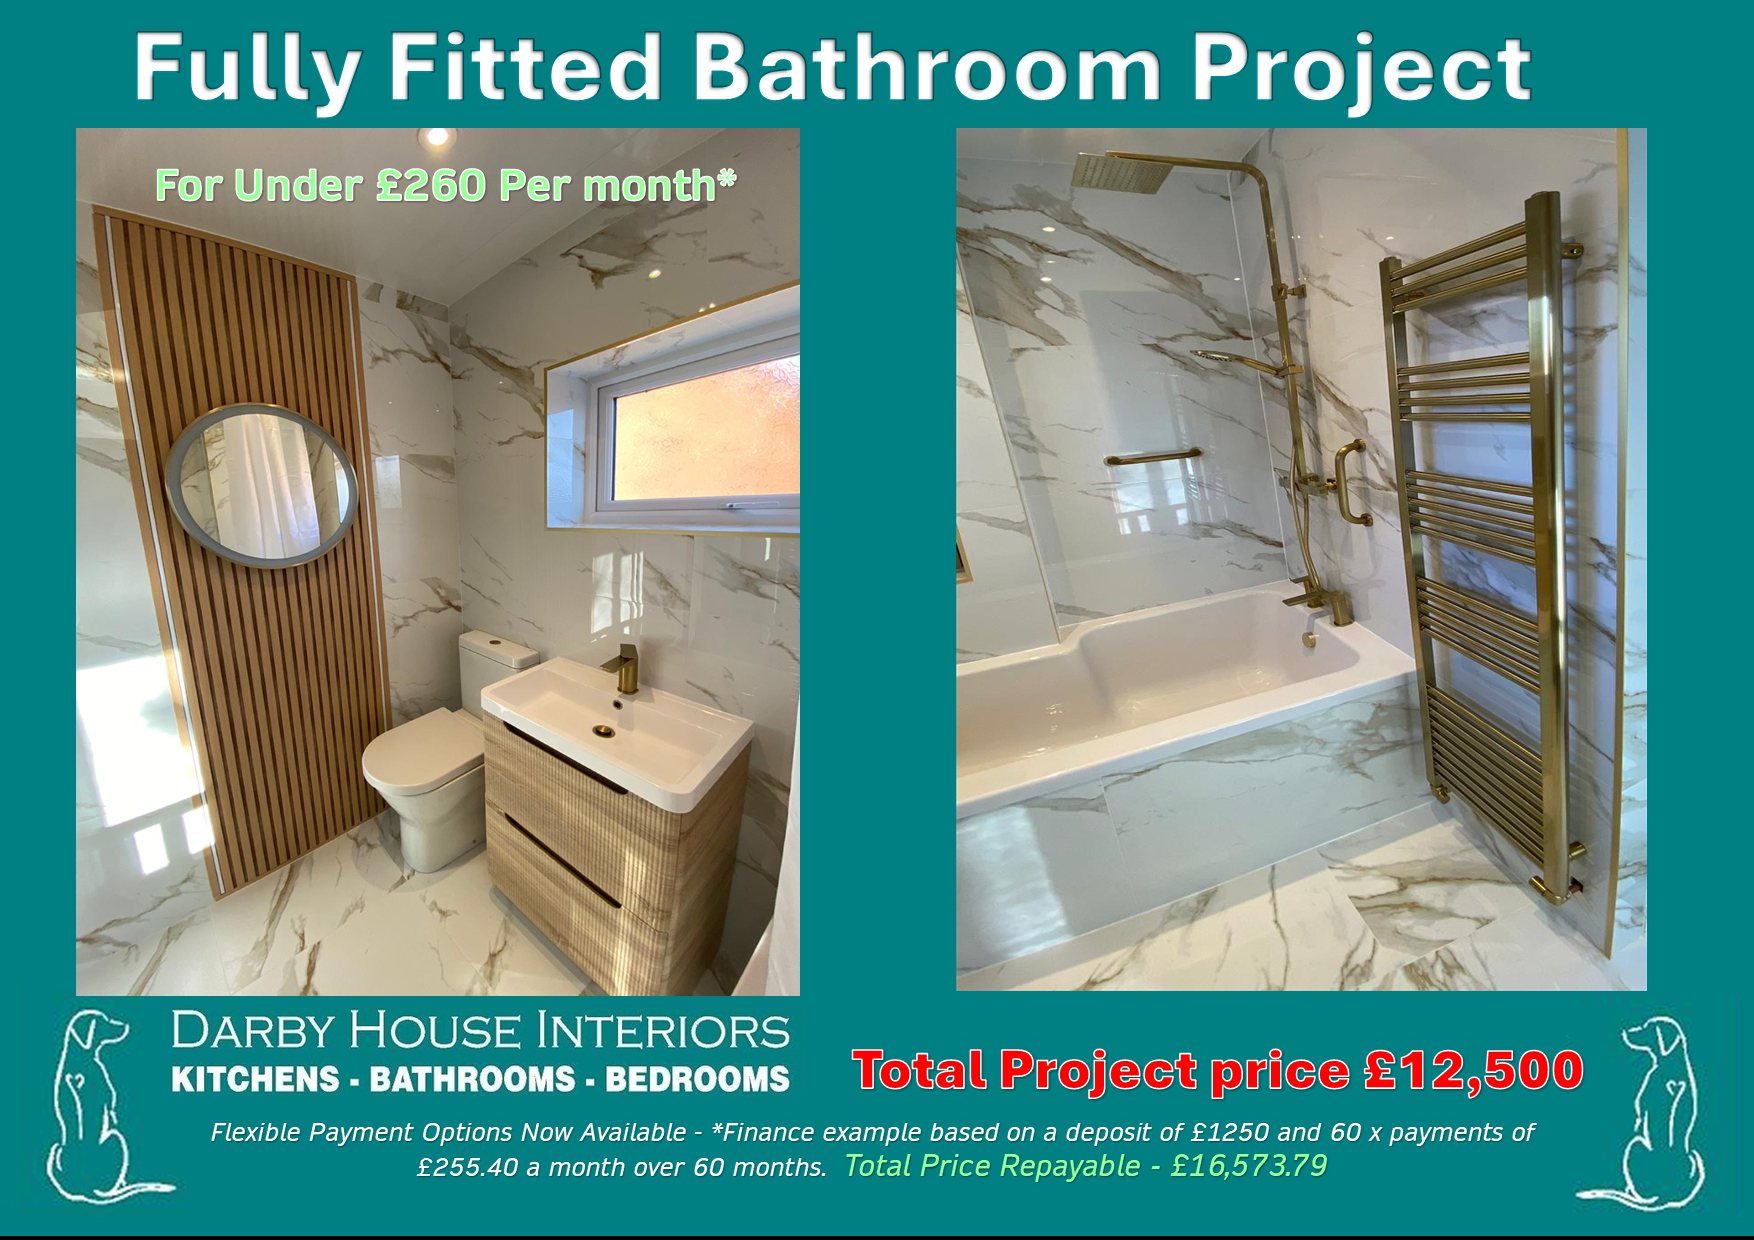 Fully Fitted Bathroom Project
For Under £260 Per month*
DARBY HOUSE INTERIORS
KITCHENS - BATHROOMS - BEDROOMS
Total Project price £12,500
Flexible Payment Options Now Available - *Finance example based on a deposit of £1250 and 60 x payments of
£255.40 a month over 60 months. Total Price Repayable - £16,573.79